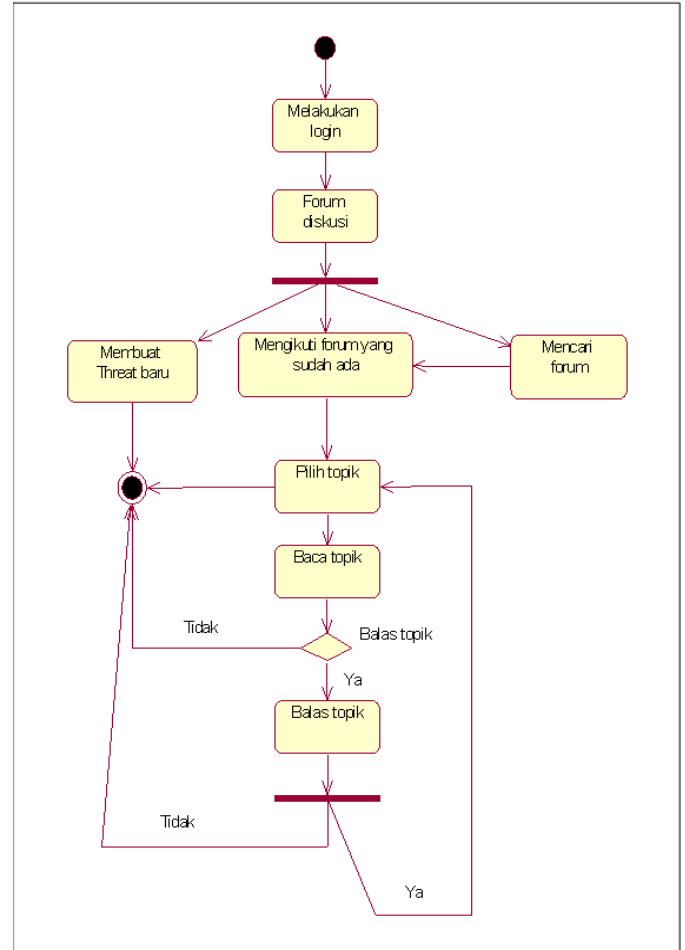 Melakukan
login
Forum
diskusi
Membuat
Threat baru
Mengikuti forum yang
sudah ada
Mencari
forum
Pilih topik
Baca topik
Tidak
Balas topik
Ya
Balas topik
Tidak
Ya